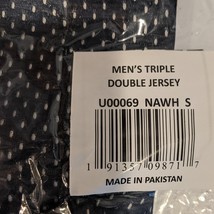 MEN'S TRIPLE
DOUBLE JERSEY
U00069 NAWH S
1 91357 09871 7
MADE IN PAKISTAN